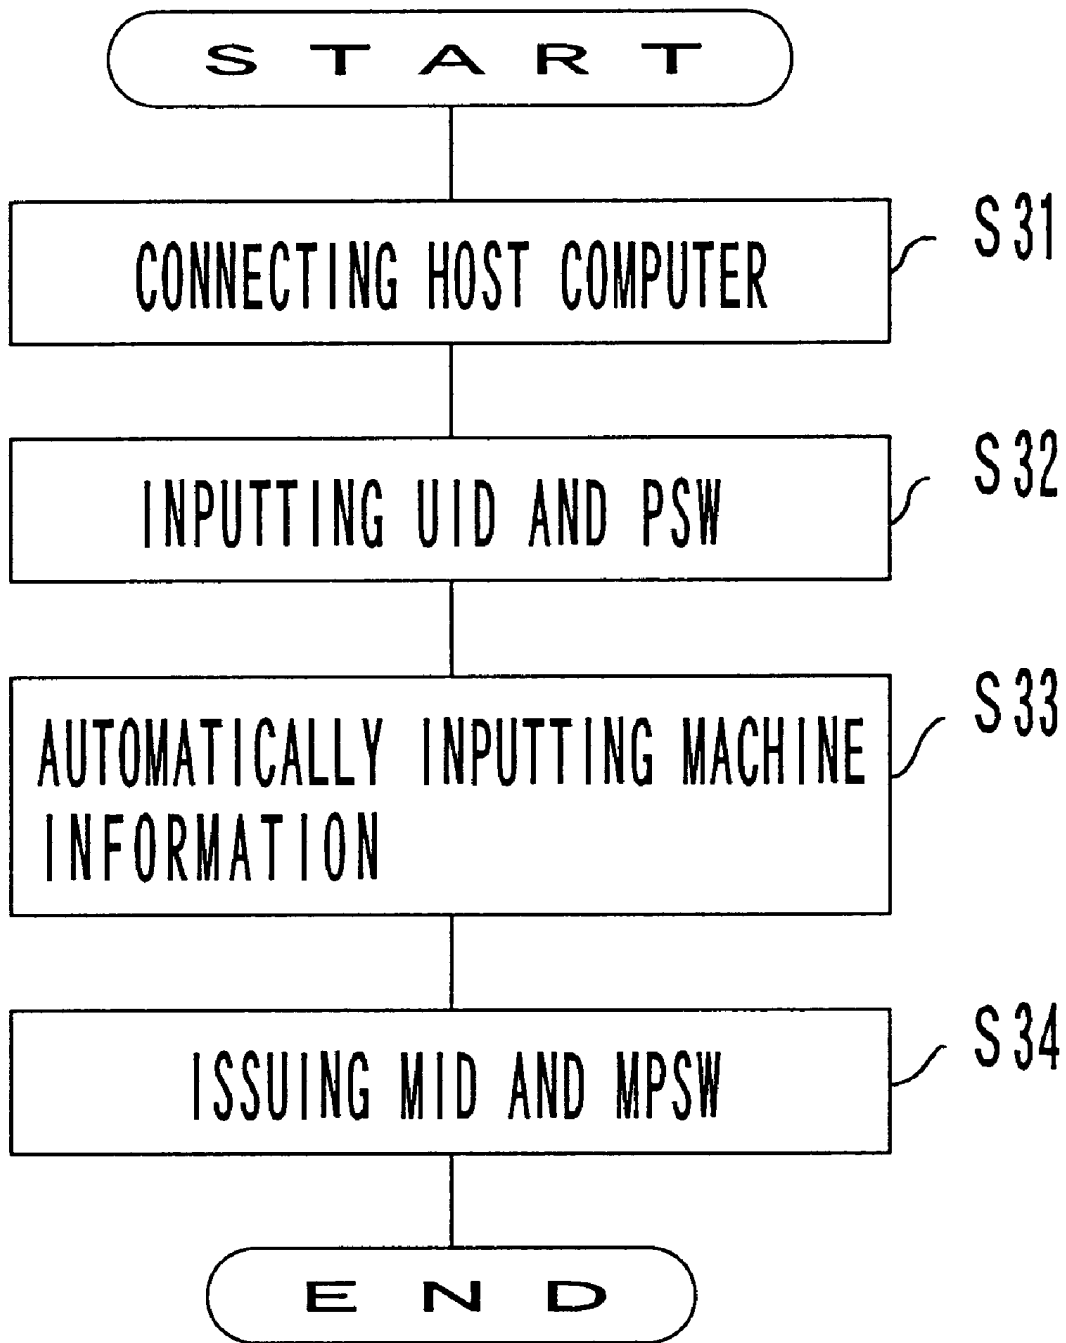 START
CONNECTING HOST COMPUTER
S31
INPUTTING UID AND PSW
S32
AUTOMATICALLY INPUTTING MACHINE
INFORMATION
S33
ISSUING MID AND MPSW
S34
END